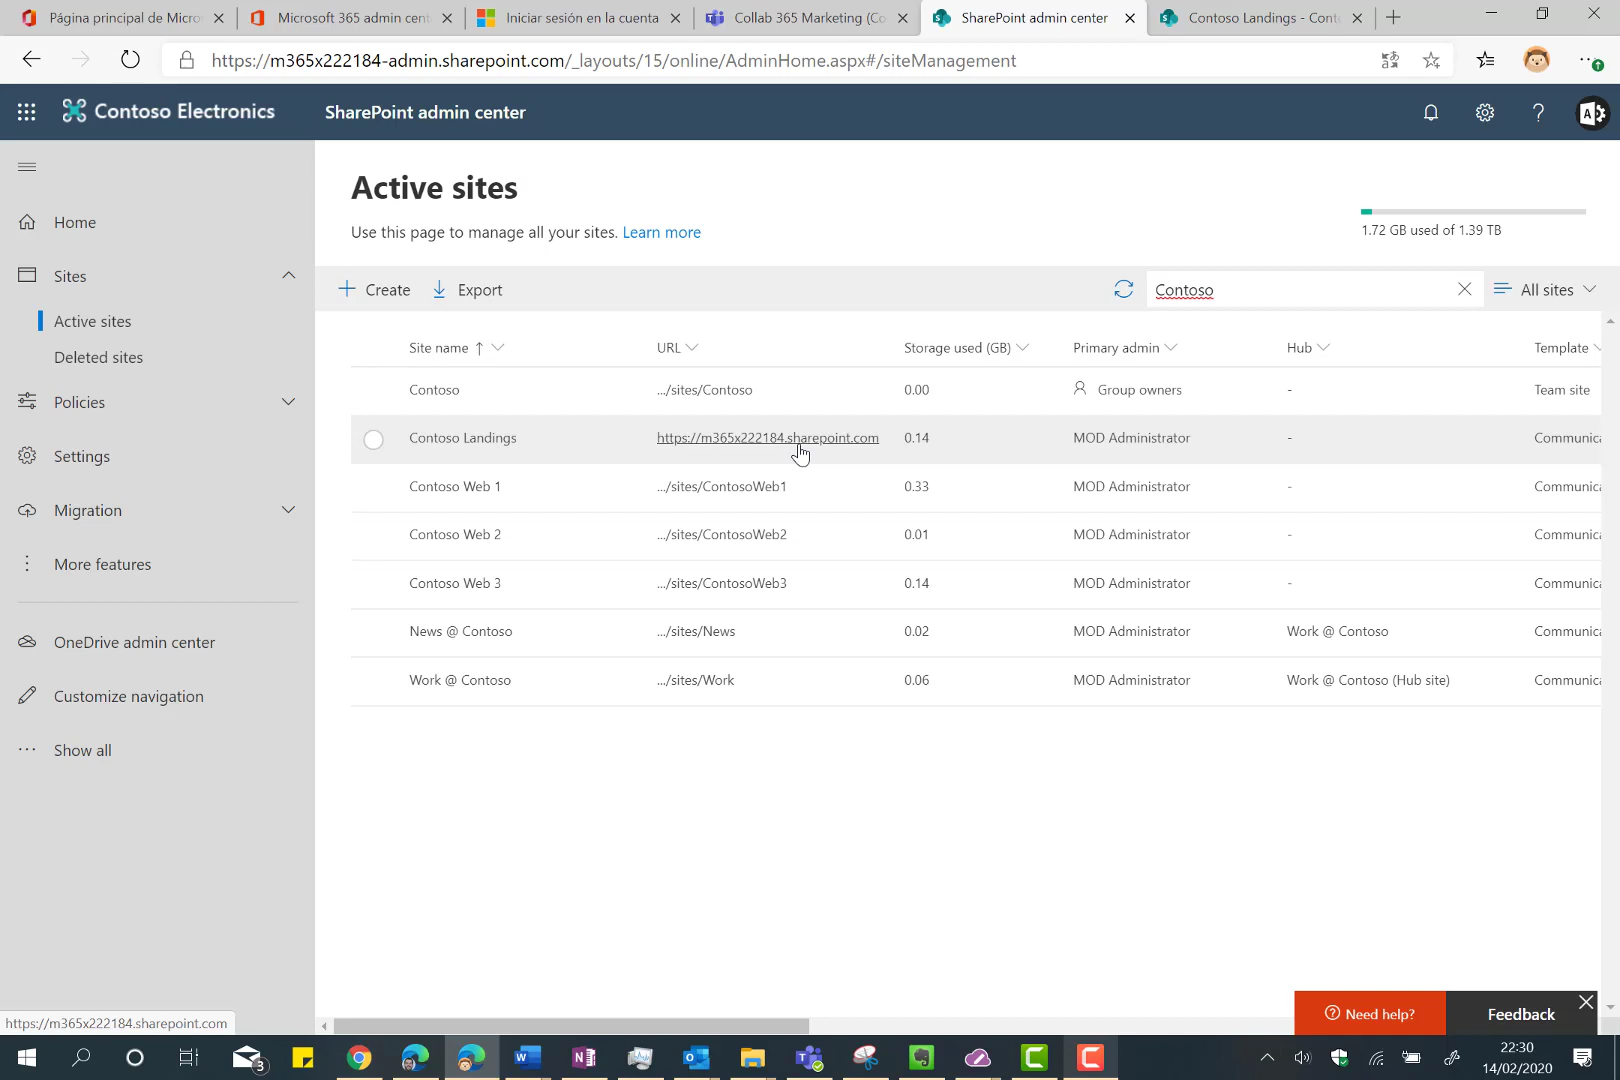 Página principal de Micro
Microsoft 365 admin cent
Iniciar sesión en la cuenta
Collab 365 Marketing (Co
SharePoint admin center
Contoso Landings - Cont
https://m365x222184-admin.sharepoint.com/_layouts/15/online/AdminHome.aspx#/siteManagement
Contoso Electronics
SharePoint admin center
Home
Sites
Active sites
Deleted sites
Policies
Settings
Migration
More features
OneDrive admin center
Customize navigation
Show all
Active sites
Use this page to manage all your sites. Learn more
1.72 GB used of 1.39 TB
Create Export Contoso All sites
Site name URL Storage used (GB) Primary admin Hub Template
Contoso .../sites/Contoso 0.00 Group owners - Team site
Contoso Landings https://m365x222184.sharepoint.com 0.14 MOD Administrator - Communica
Contoso Web 1 .../sites/ContosoWeb1 0.33 MOD Administrator - Communica
Contoso Web 2 .../sites/ContosoWeb2 0.01 MOD Administrator - Communica
Contoso Web 3 .../sites/ContosoWeb3 0.14 MOD Administrator - Communica
News @ Contoso .../sites/News 0.02 MOD Administrator Work @ Contoso Communica
Work @ Contoso .../sites/Work 0.06 MOD Administrator Work @ Contoso (Hub site) Communica
Need help? Feedback
https://m365x222184.sharepoint.com
3
22:30
14/02/2020